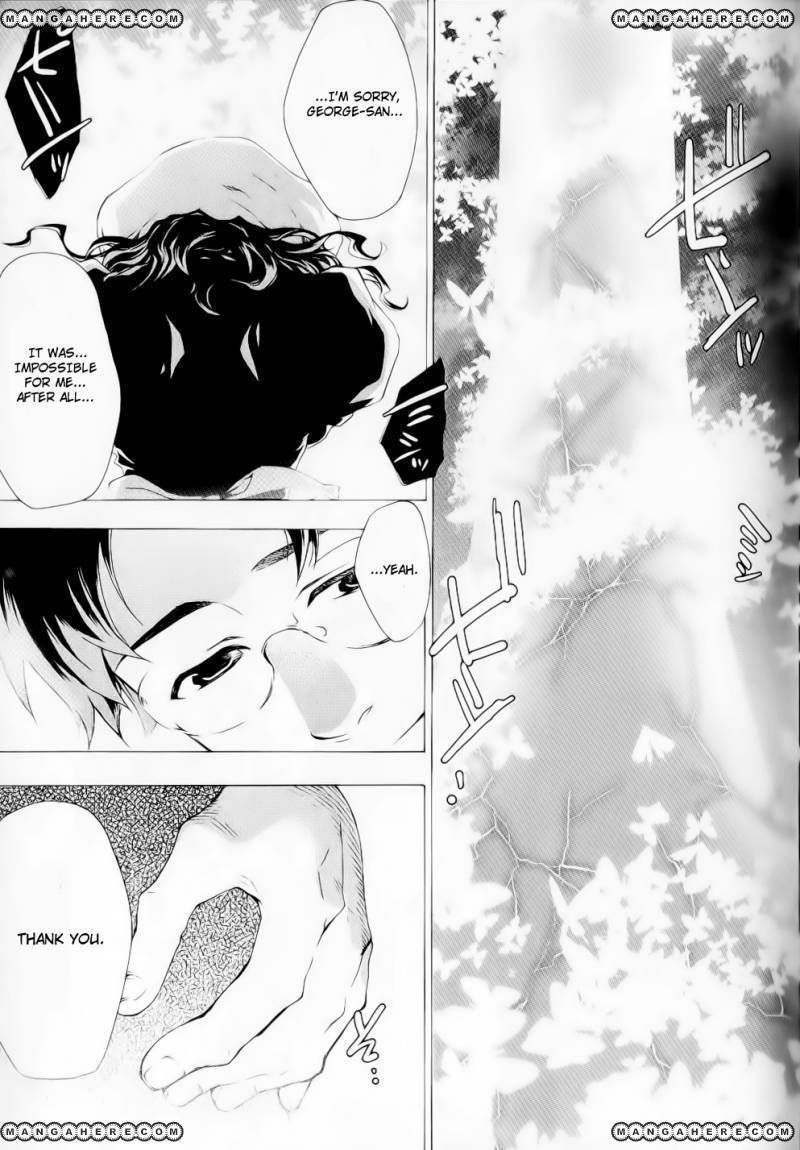 MANGAHERE.COM
MANGAHERE.COM
...I'M SORRY,
GEORGE-SAN...
IT WAS...
IMPOSSIBLE
FOR ME...
AFTER ALL...
...YEAH.
THANK YOU.
MANGAHERE.COM
MANGAHERE.COM